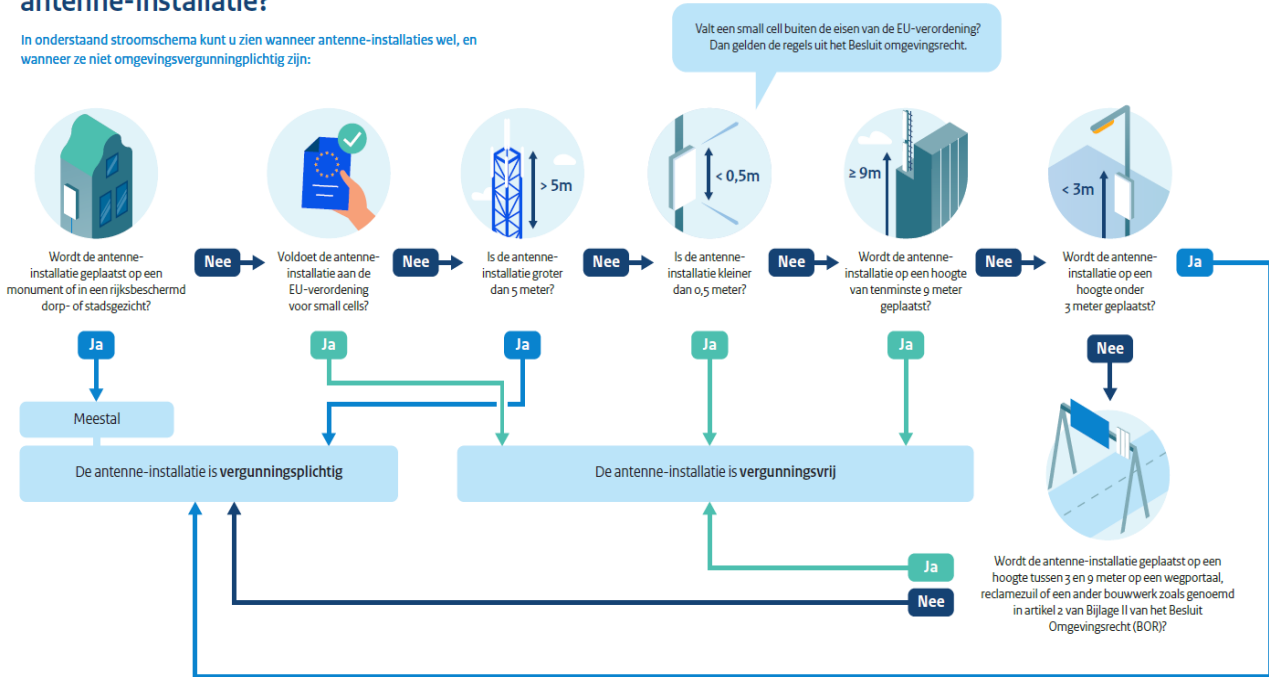 antenne-installatie?
In onderstaand stroomschema kunt u zien wanneer antenne-installaties wel, en
wanneer ze niet omgevingsvergunningplichtig zijn:
Valt een small cell buiten de eisen van de EU-verordening?
Dan gelden de regels uit het Besluit omgevingsrecht.
> 5m
< 0,5m
≥ 9m
< 3m
Wordt de antenne-
installatie geplaatst op een
monument of in een rijksbeschermd
dorp- of stadsgezicht?
Nee
Voldoet de antenne-
installatie aan de
EU-verordening
voor small cells?
Nee
Is de antenne-
installatie groter
dan 5 meter?
Nee
Is de antenne-
installatie kleiner
dan 0,5 meter?
Nee
Wordt de antenne-
installatie op een hoogte
van tenminste 9 meter
geplaatst?
Nee
Wordt de antenne-
installatie op een
hoogte onder
3 meter geplaatst?
Ja
Ja
Ja
Ja
Ja
Ja
Nee
Meestal
De antenne-installatie is vergunningsplichtig
De antenne-installatie is vergunningsvrij
Ja
Nee
Wordt de antenne-installatie geplaatst op een
hoogte tussen 3 en 9 meter op een wegportaal,
reclamezuil of een ander bouwwerk zoals genoemd
in artikel 2 van Bijlage II van het Besluit
Omgevingsrecht (BOR)?